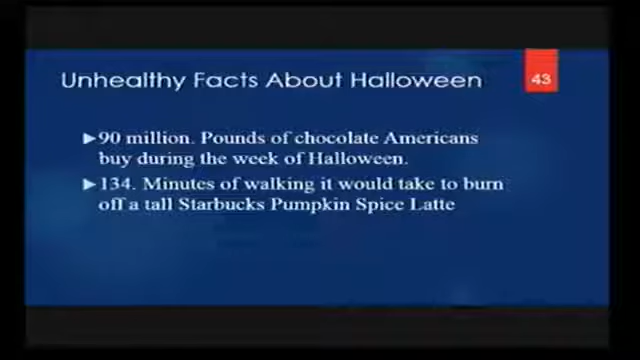 Unhealthy Facts About Halloween
43
►90 million. Pounds of chocolate Americans
buy during the week of Halloween.
►134. Minutes of walking it would take to burn
off a tall Starbucks Pumpkin Spice Latte